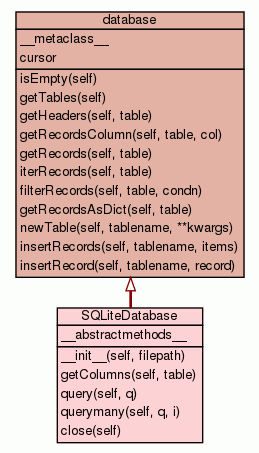 database
__metaclass__
cursor
isEmpty(self)
getTables(self)
getHeaders(self, table)
getRecordsColumn(self, table, col)
getRecords(self, table)
iterRecords(self, table)
filterRecords(self, table, condn)
getRecordsAsDict(self, table)
newTable(self, tablename, **kwargs)
insertRecords(self, tablename, items)
insertRecord(self, tablename, record)
SQLiteDatabase
__abstractmethods__
__init__(self, filepath)
getColumns(self, table)
query(self, q)
querymany(self, q, i)
close(self)